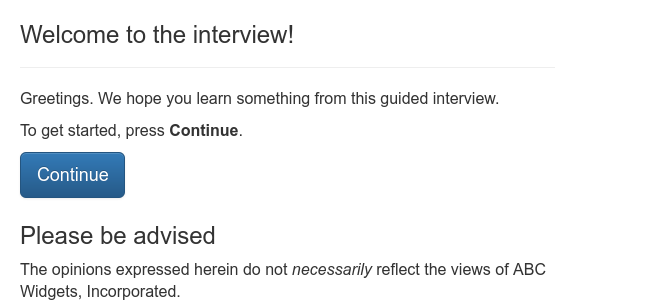 Welcome to the interview!
Greetings. We hope you learn something from this guided interview.
To get started, press Continue.
Continue
Please be advised
The opinions expressed herein do not necessarily reflect the views of ABC
Widgets, Incorporated.